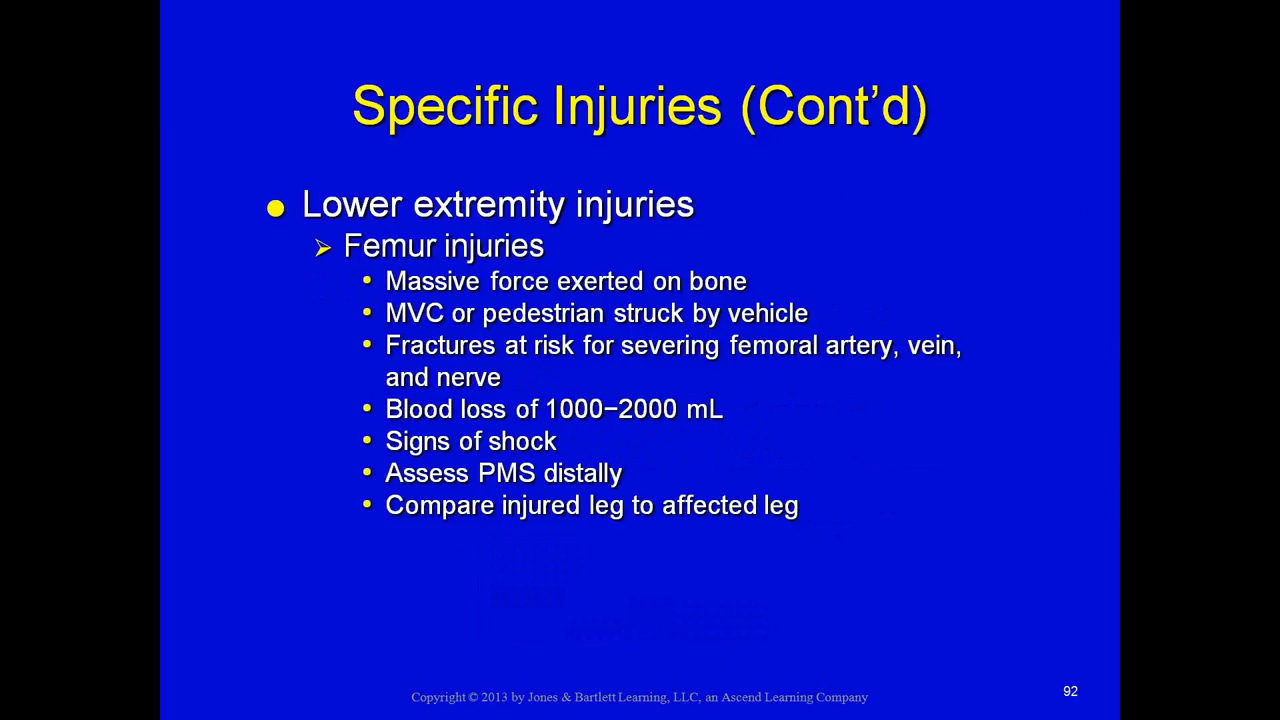 Specific Injuries (Cont’d)
Lower extremity injuries
Femur injuries
Massive force exerted on bone
MVC or pedestrian struck by vehicle
Fractures at risk for severing femoral artery, vein,
and nerve
Blood loss of 1000–2000 mL
Signs of shock
Assess PMS distally
Compare injured leg to affected leg
Copyright © 2013 by Jones & Bartlett Learning, LLC, an Ascend Learning Company
92